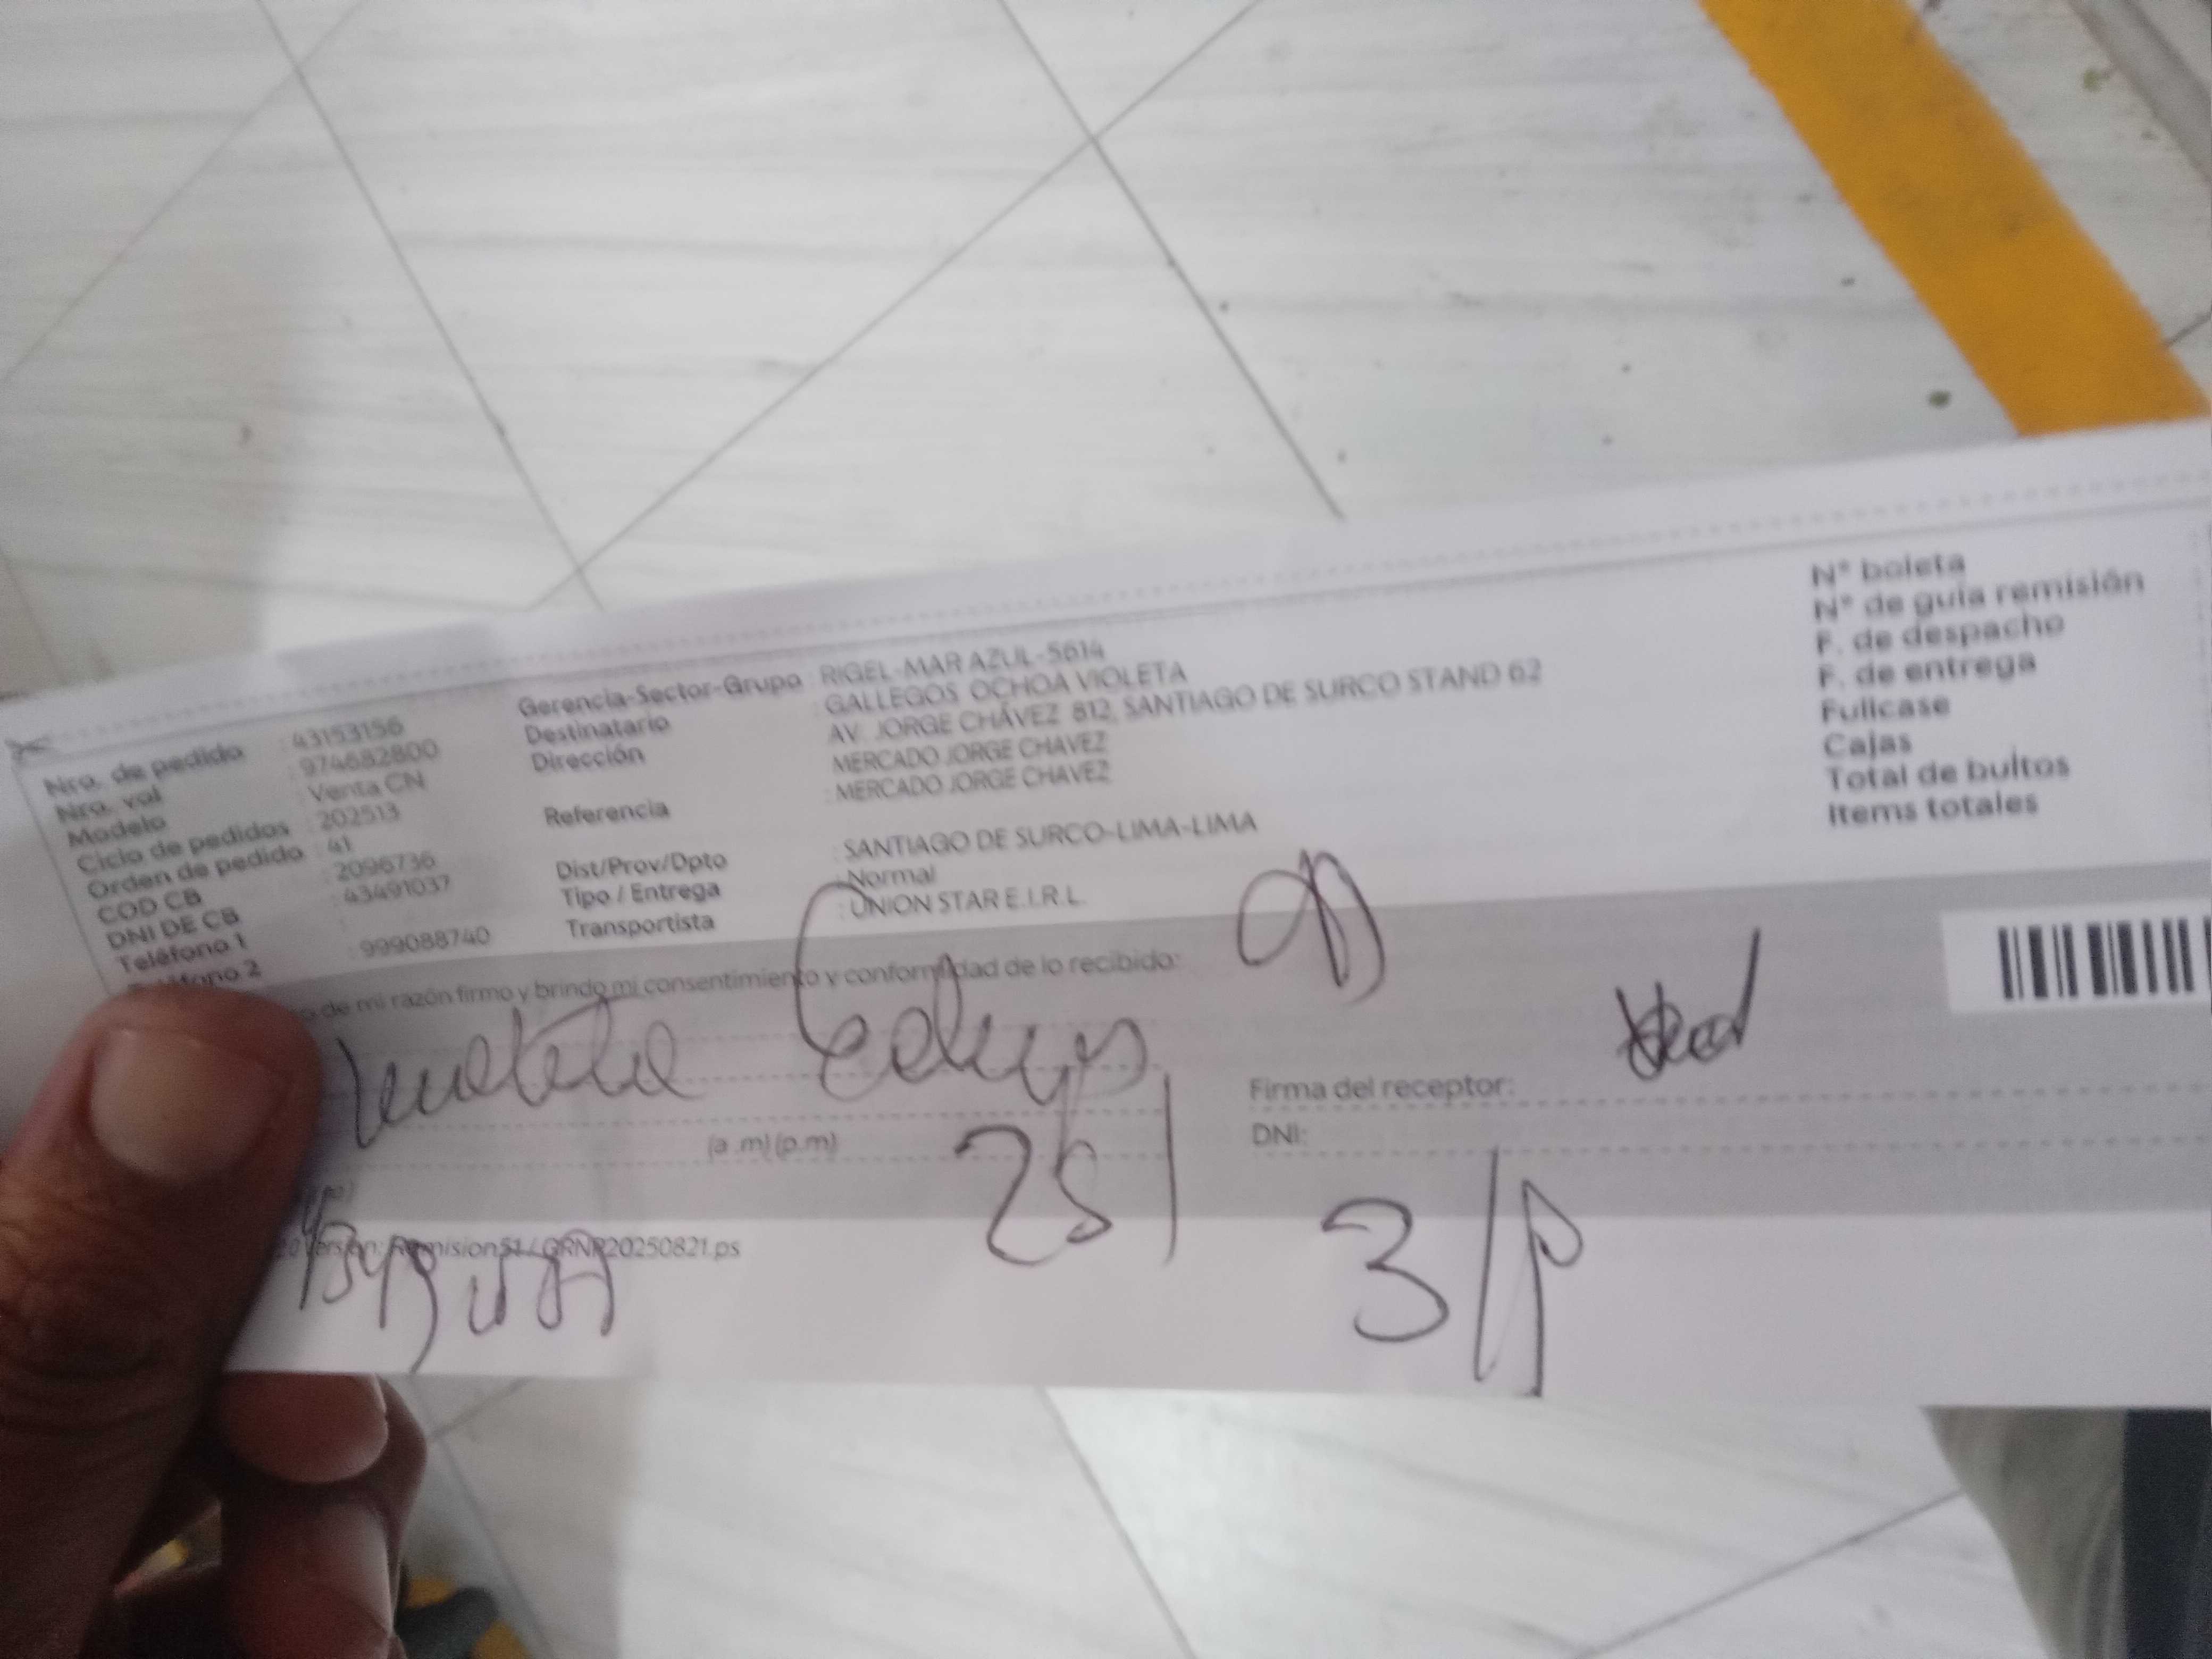 Nro. de pedido : 43153156
Nro. val : 974682800
Modelo : Venta CN
Ciclo de pedidos : 202513
Orden de pedido : 41
COD CB : 2096736
DNI DE CB : 43491037
Teléfono 1 :
fono 2 : 999088740
Gerencia-Sector-Grupo RIGEL-MAR AZUL-5614
Destinatario : GALLEGOS OCHOA VIOLETA
Dirección AV. JORGE CHÁVEZ 812, SANTIAGO DE SURCO STAND 62
MERCADO JORGE CHAVEZ
Referencia : MERCADO JORGE CHAVEZ
Dist/Prov/Dpto : SANTIAGO DE SURCO-LIMA-LIMA
Tipo / Entrega : Normal
Transportista : UNION STAR E.I.R.L.
N° boleta
N° de guía remisión
F. de despacho
F. de entrega
Fullcase
Cajas
Total de bultos
Items totales
de mi razón firmo y brindo mi consentimiento y conformidad de lo recibido:
Firma del receptor:
(a .m) (p.m)
DNI:
GRNP20250821.ps
3/P